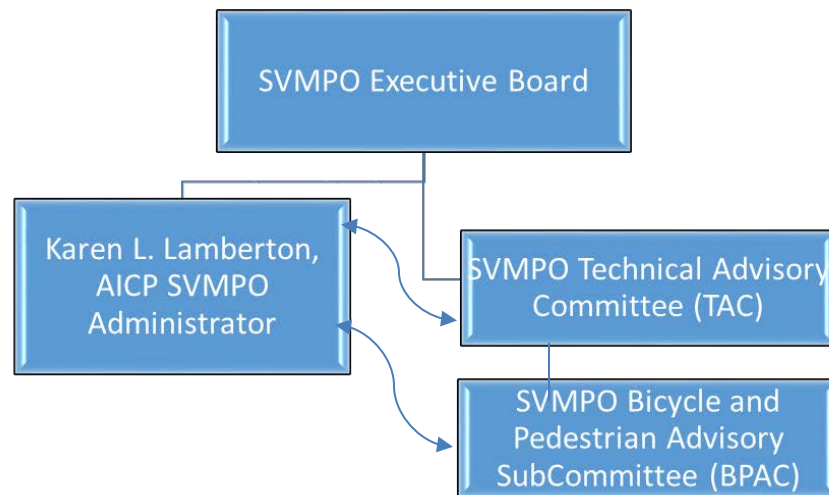 SVMPO Executive Board
Karen L. Lamberton,
AICP SVMPO
Administrator
SVMPO Technical Advisory
Committee (TAC)
SVMPO Bicycle and
Pedestrian Advisory
SubCommittee (BPAC)